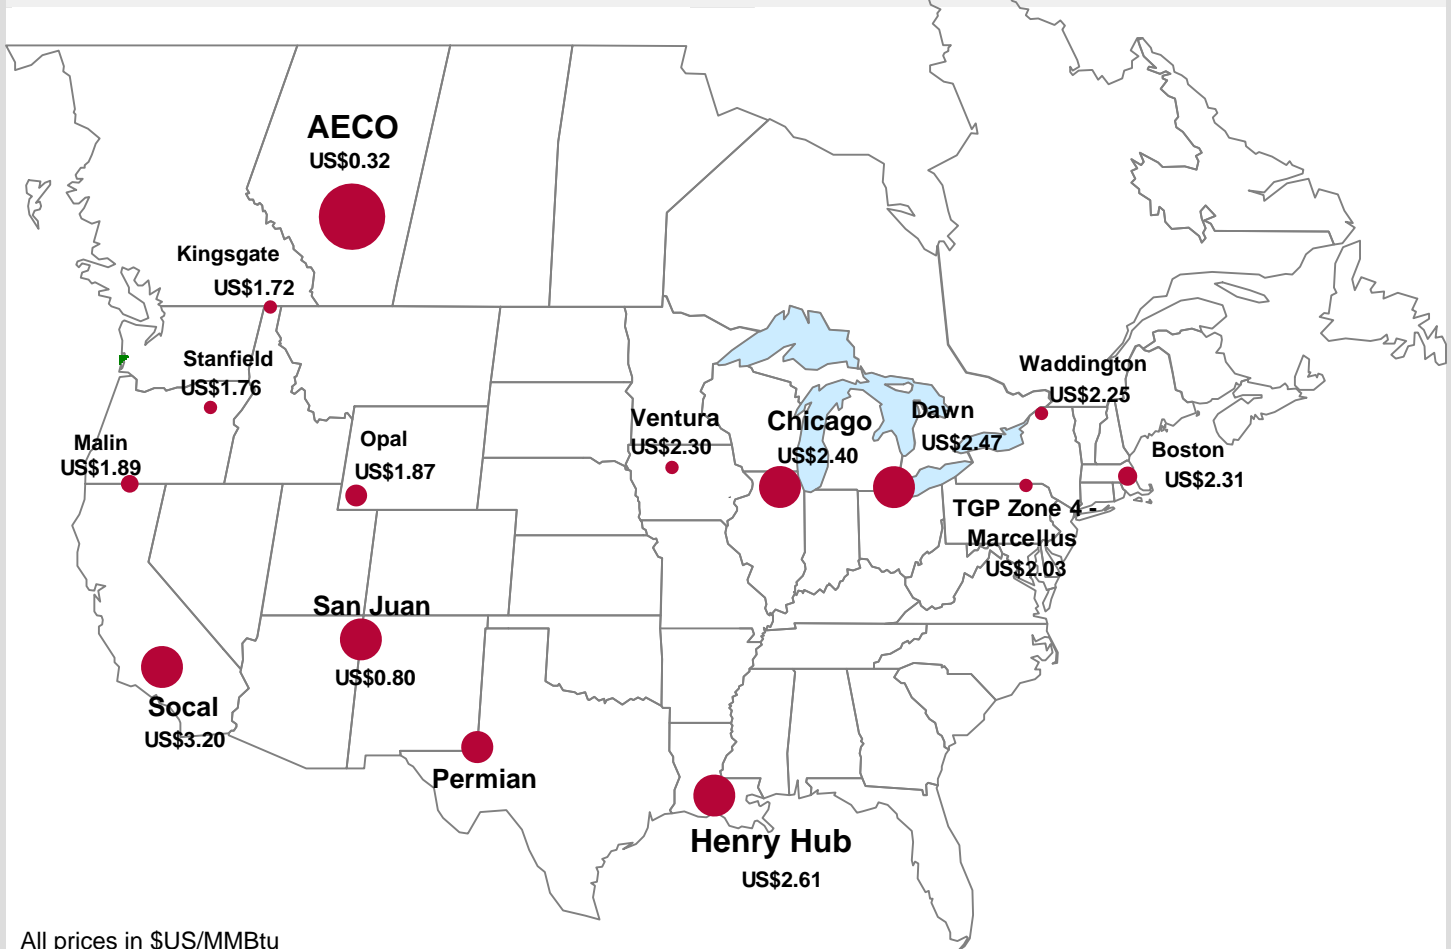 AECO
US$0.32
Kingsgate
US$1.72
Stanfield
US$1.76
Malin
US$1.89
Opal
US$1.87
Ventura
US$2.30
Chicago
US$2.40
Dawn
US$2.47
Waddington
US$2.25
Boston
US$2.31
TGP Zone 4 -
Marcellus
US$2.03
San Juan
US$0.80
Socal
US$3.20
Permian
Henry Hub
US$2.61
All prices in $US/MMBtu